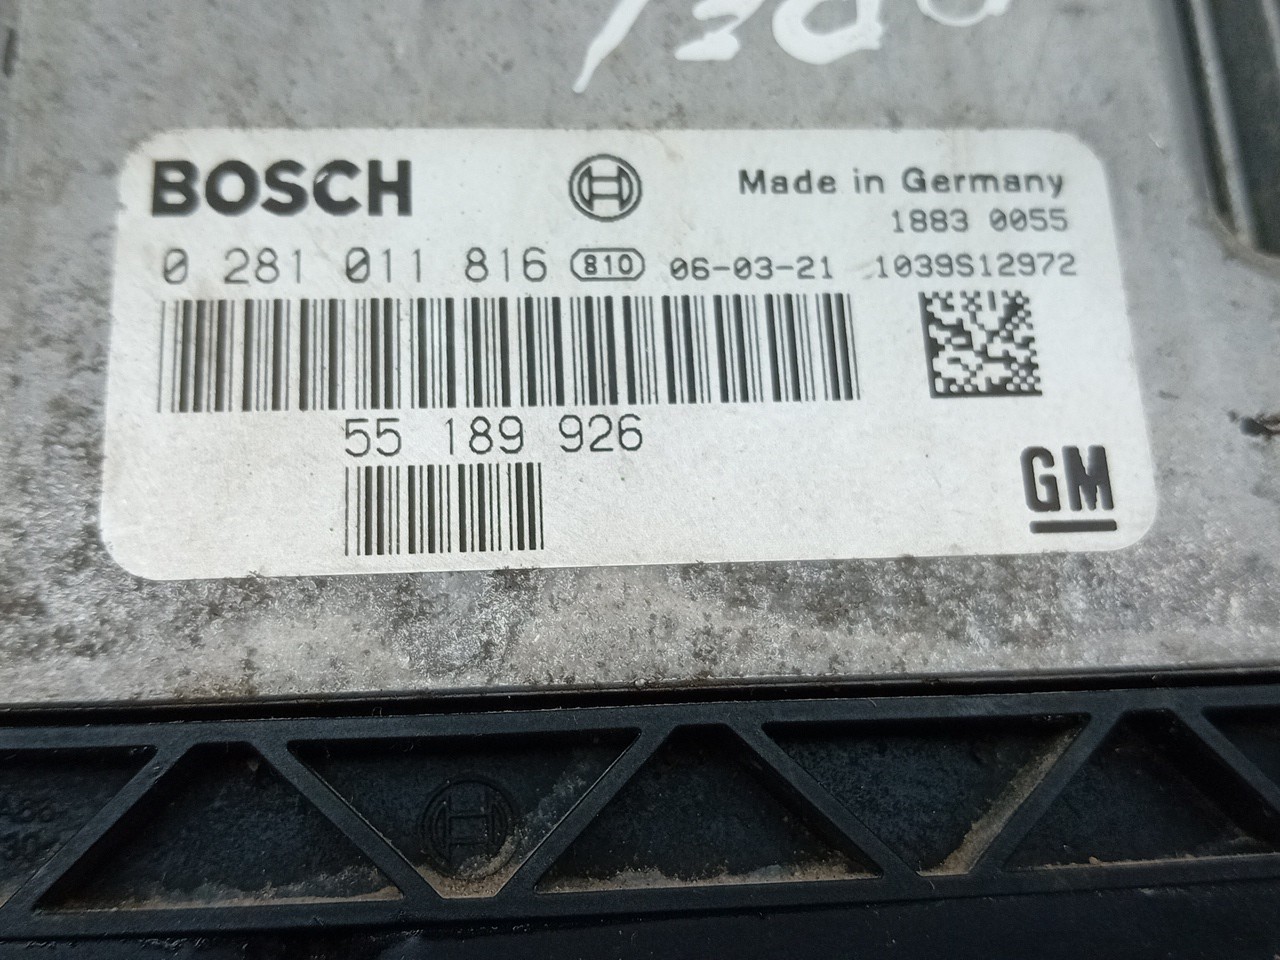 BOSCH
Made in Germany
1883 0055
0 281 011 816 810 06-03-21 1039S12972
55 189 926
GM